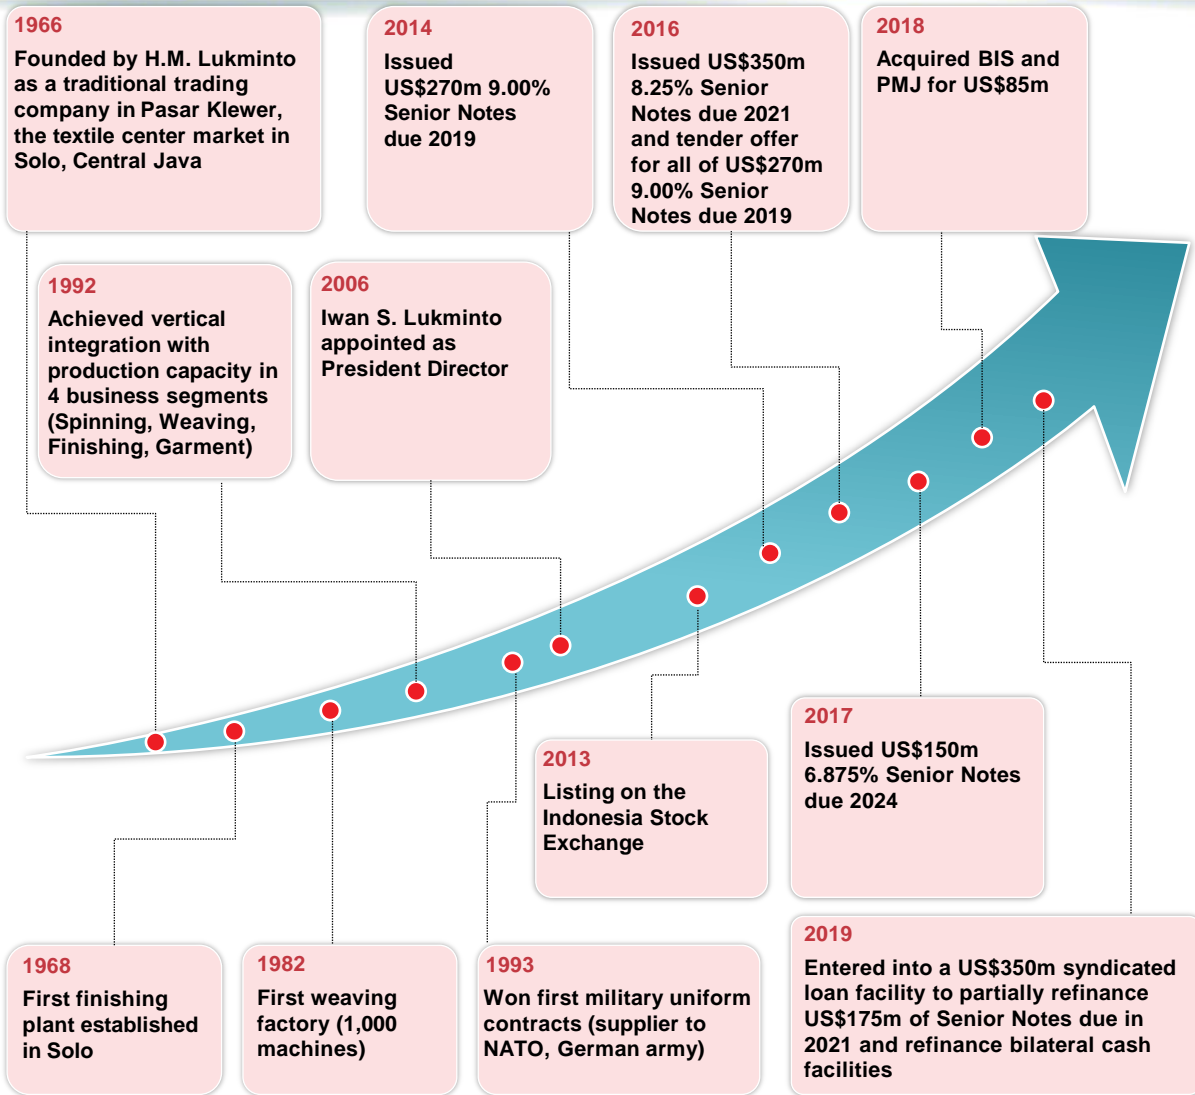 1966
Founded by H.M. Lukminto
as a traditional trading
company in Pasar Klewer,
the textile center market in
Solo, Central Java
2014
Issued
US$270m 9.00%
Senior Notes
due 2019
2016
Issued US$350m
8.25% Senior
Notes due 2021
and tender offer
for all of US$270m
9.00% Senior
Notes due 2019
2018
Acquired BIS and
PMJ for US$85m
1992
Achieved vertical
integration with
production capacity in
4 business segments
(Spinning, Weaving,
Finishing, Garment)
2006
Iwan S. Lukminto
appointed as
President Director
2013
Listing on the
Indonesia Stock
Exchange
2017
Issued US$150m
6.875% Senior Notes
due 2024
1968
First finishing
plant established
in Solo
1982
First weaving
factory (1,000
machines)
1993
Won first military uniform
contracts (supplier to
NATO, German army)
2019
Entered into a US$350m syndicated
loan facility to partially refinance
US$175m of Senior Notes due in
2021 and refinance bilateral cash
facilities